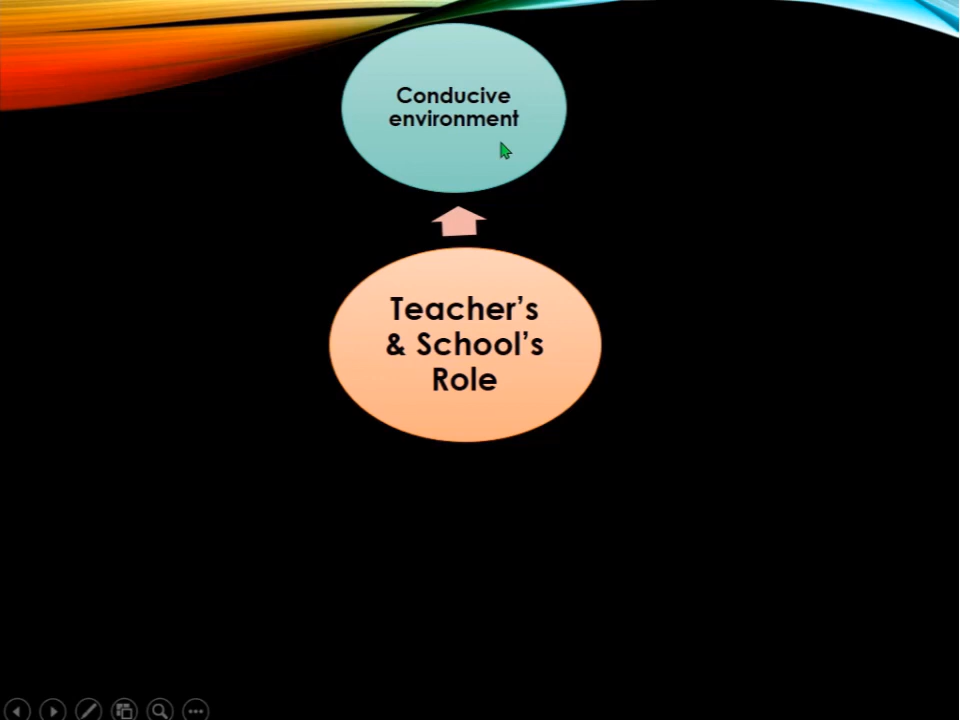 Conducive
environment
Teacher’s
& School’s
Role